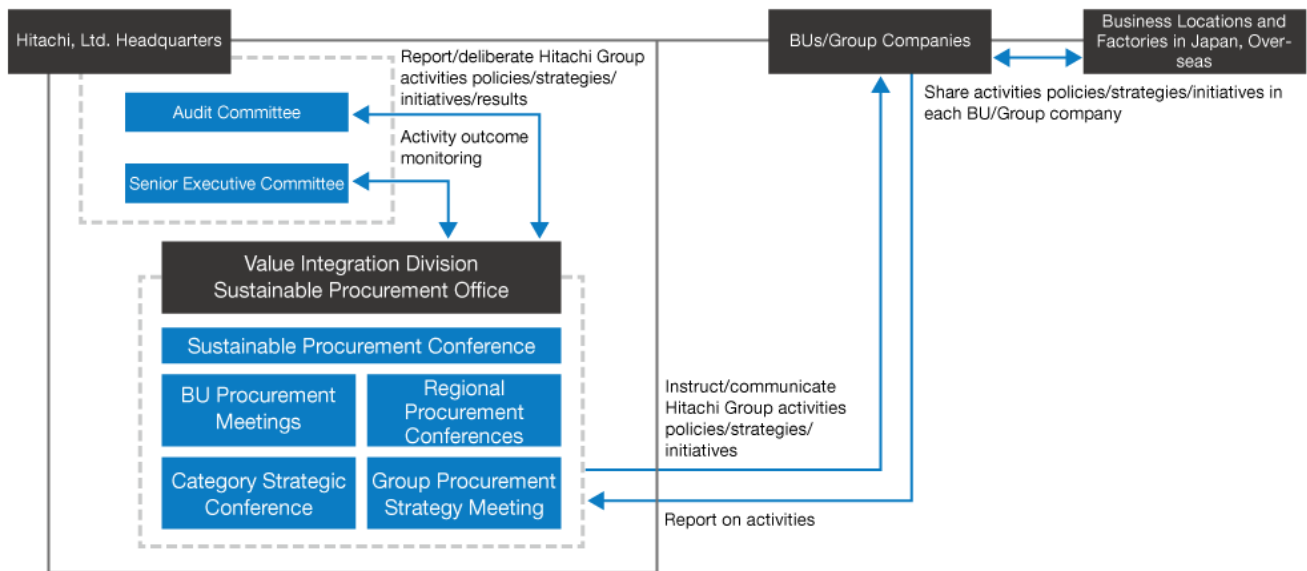 Hitachi, Ltd. Headquarters
Report/deliberate Hitachi Group
activities policies/strategies/
initiatives/results
Audit Committee
Activity outcome
monitoring
Senior Executive Committee
Value Integration Division
Sustainable Procurement Office
Sustainable Procurement Conference
BU Procurement
Meetings
Regional
Procurement
Conferences
Category Strategic
Conference
Group Procurement
Strategy Meeting
BUs/Group Companies
Business Locations and
Factories in Japan, Over-
seas
Share activities policies/strategies/initiatives in
each BU/Group company
Instruct/communicate
Hitachi Group activities
policies/strategies/
initiatives
Report on activities